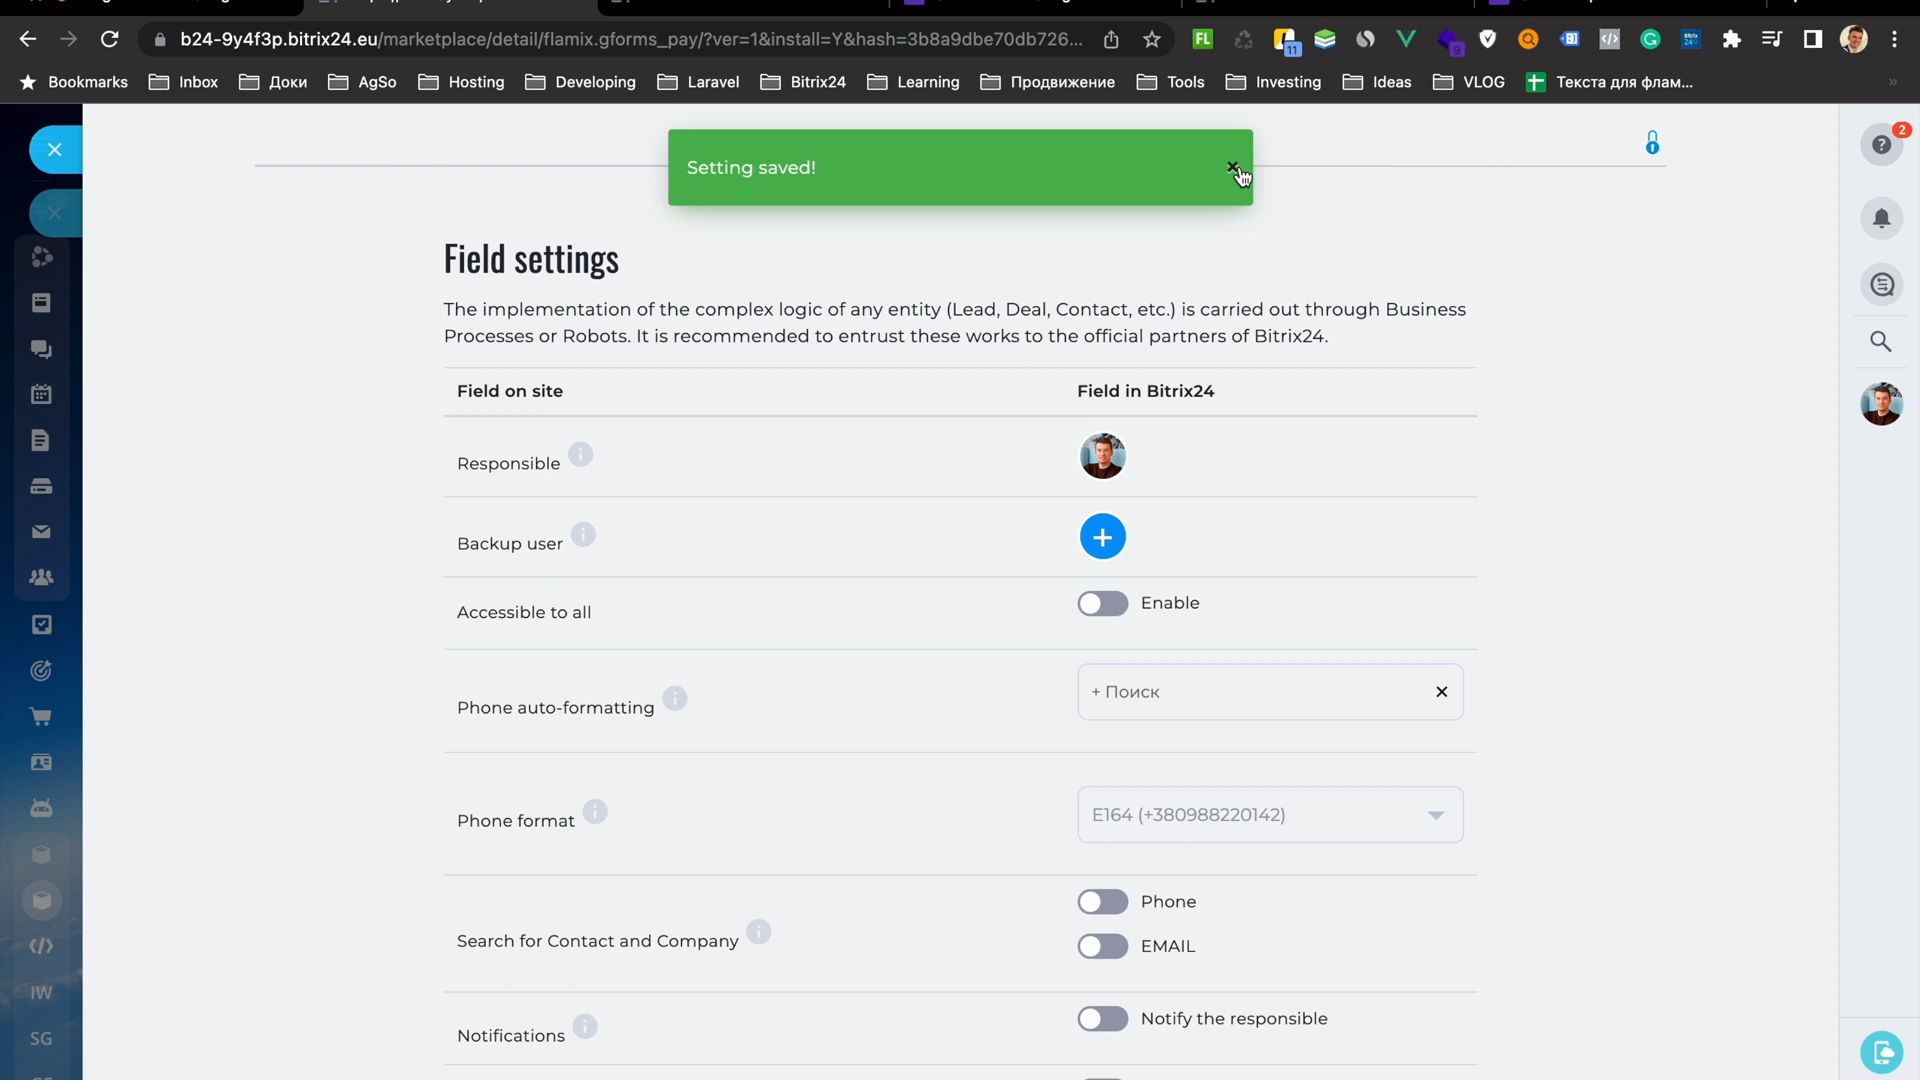 b24-9y4f3p.bitrix24.eu/marketplace/detail/flamix.gforms_pay/?ver=1&install=Y&hash=3b8a9dbe70db726...
FL
11
9
Bookmarks
Inbox
Доки
AgSo
Hosting
Developing
Laravel
Bitrix24
Learning
Продвижение
Tools
Investing
Ideas
VLOG
Текста для флам...
»
2
Setting saved!
Field settings
The implementation of the complex logic of any entity (Lead, Deal, Contact, etc.) is carried out through Business
Processes or Robots. It is recommended to entrust these works to the official partners of Bitrix24.
Field on site
Field in Bitrix24
Responsible
Backup user
Accessible to all
Enable
Phone auto-formatting
+ Поиск
Phone format
E164 (+380988220142)
Search for Contact and Company
Phone
EMAIL
Notifications
Notify the responsible
IW
SG